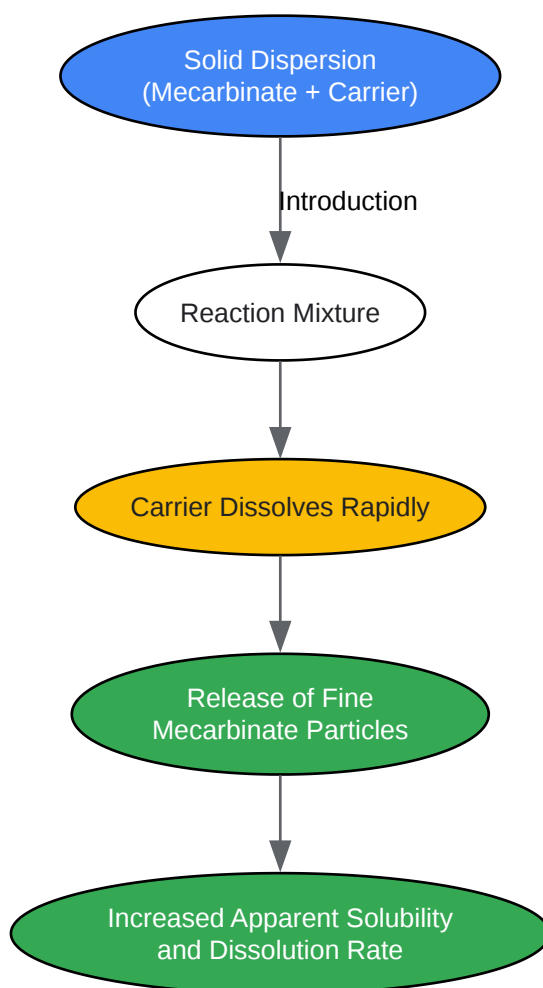 Solid Dispersion
(Mecarbinate + Carrier)
Introduction
Reaction Mixture
Carrier Dissolves Rapidly
Release of Fine
Mecarbinate Particles
Increased Apparent Solubility
and Dissolution Rate